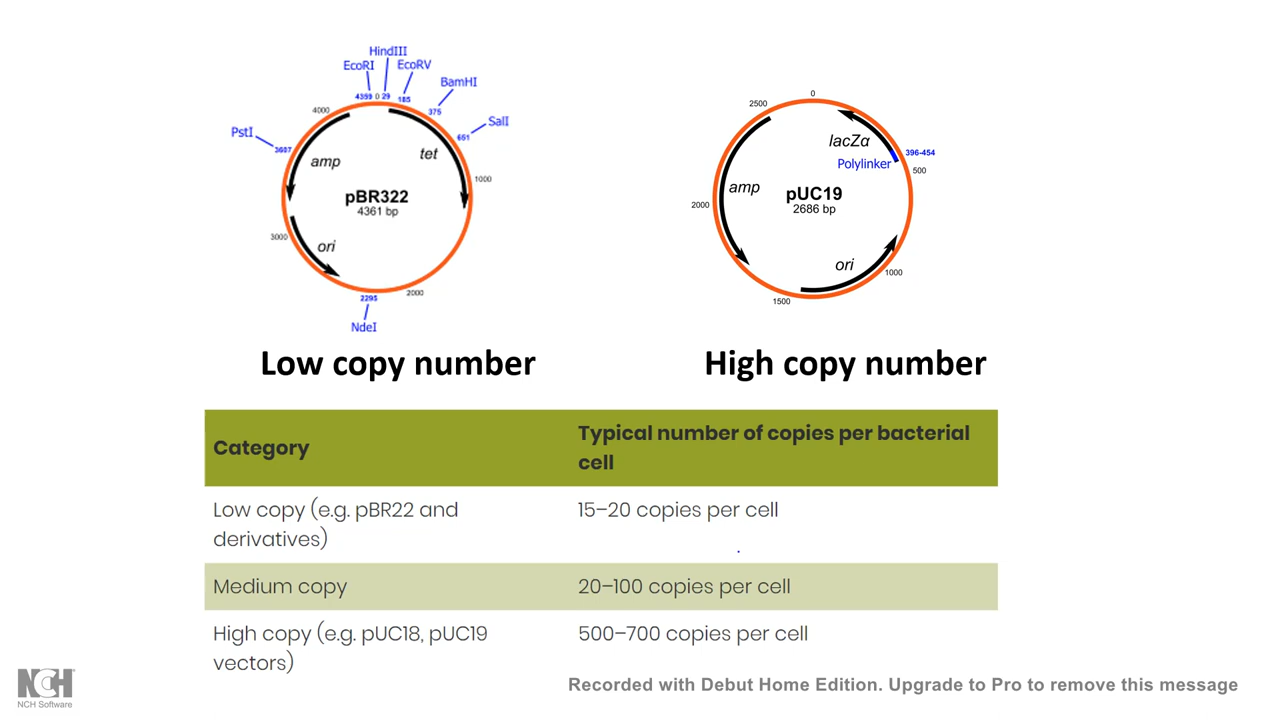 HindIII
EcoRI
EcoRV
BamHI
4359 0 29
185
4000
375
PstI
SalI
651
3607
amp
tet
1000
pBR322
4361 bp
3000
ori
2295
2000
NdeI
0
2500
lacZα
396-454
Polylinker
500
amp
pUC19
2000
2686 bp
ori
1000
1500
Low copy number
High copy number
Category
Typical number of copies per bacterial
cell
Low copy (e.g. pBR22 and
derivatives)
15–20 copies per cell
Medium copy
20–100 copies per cell
High copy (e.g. pUC18, pUC19
vectors)
500–700 copies per cell
NCH
NCH Software
Recorded with Debut Home Edition. Upgrade to Pro to remove this message